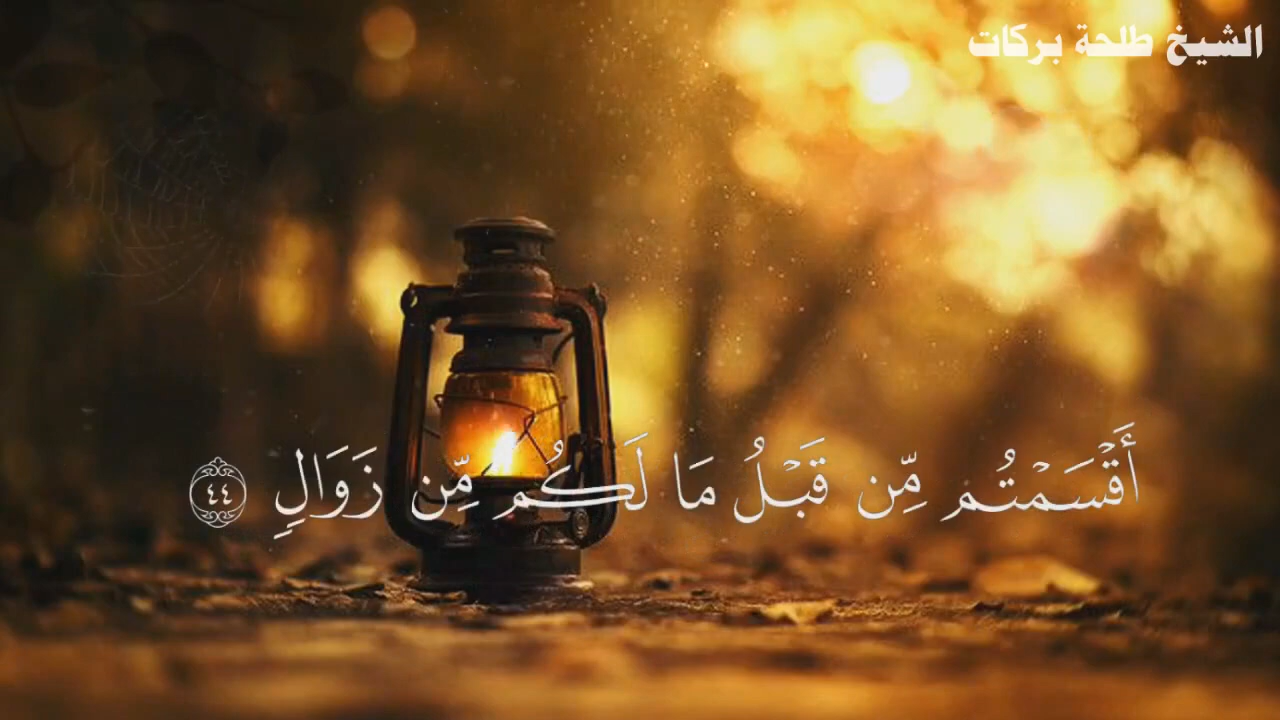 الشيخ طلحة بركات
أَقْسَمْتُم مِّن قَبْلُ مَا لَكُم مِّن زَوَالٍ ٤٤